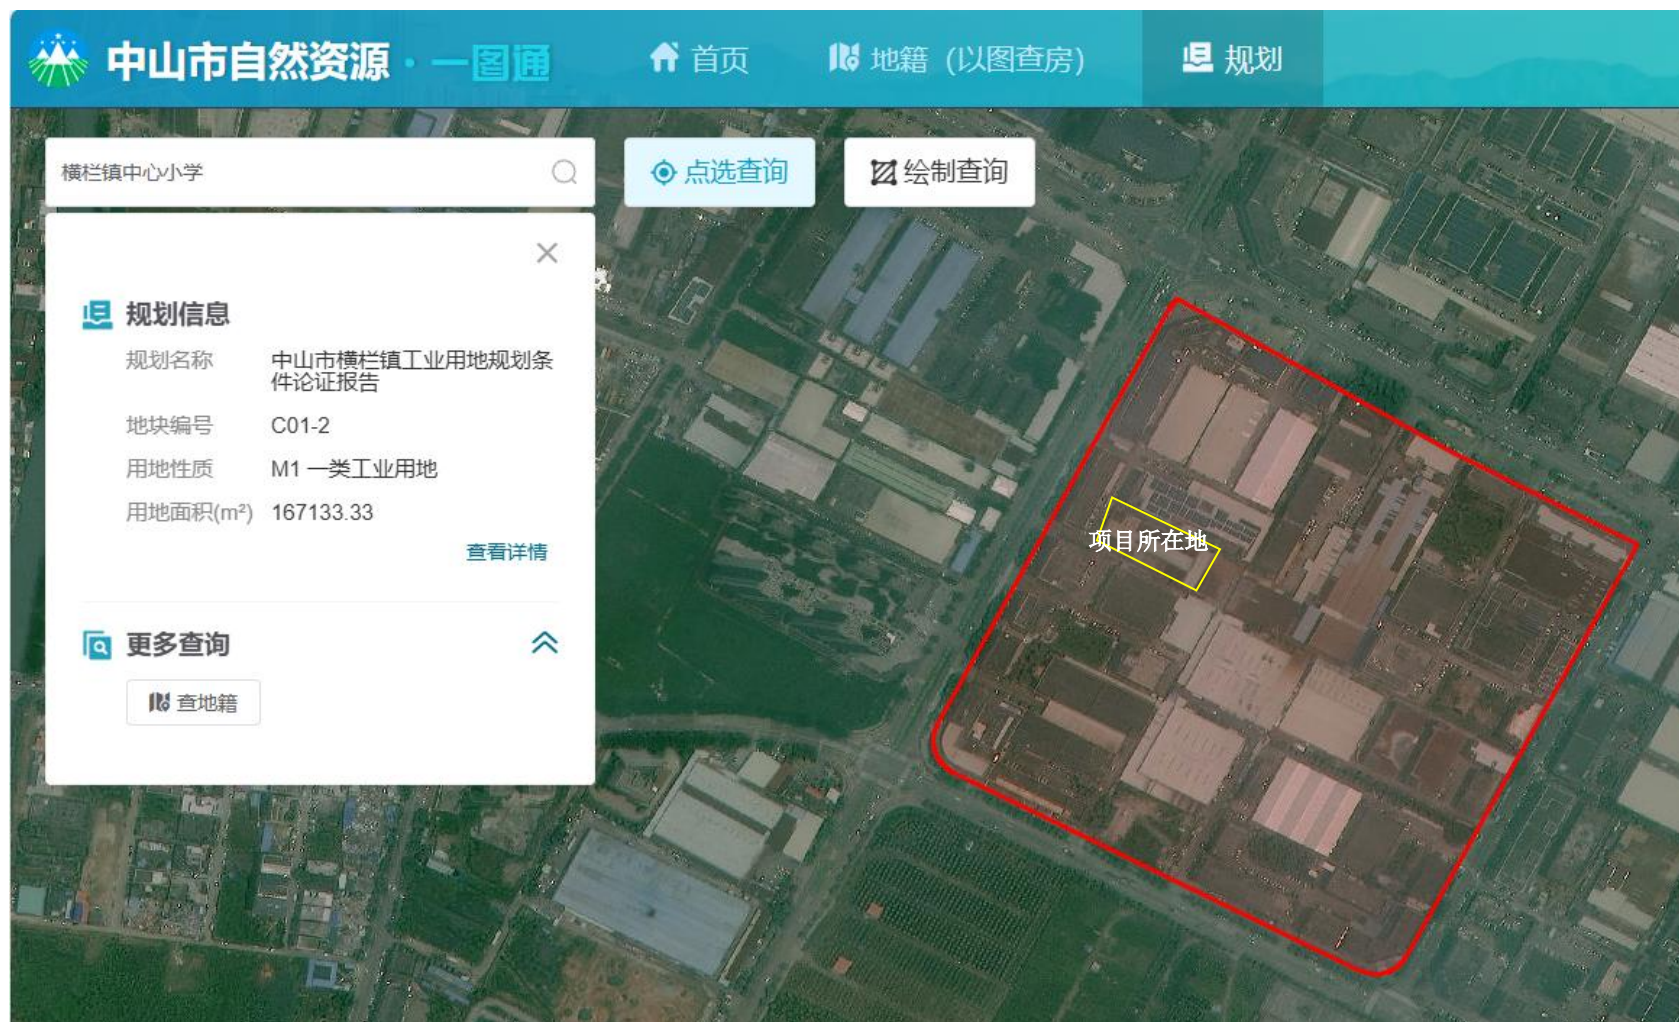 中山市自然资源·一图通
首页
地籍（以图查房）
规划
横栏镇中心小学
点选查询
绘制查询
规划信息
规划名称 中山市横栏镇工业用地规划条
件论证报告
地块编号 C01-2
用地性质 M1 一类工业用地
用地面积(m²) 167133.33
查看详情
更多查询
查地籍
项目所在地